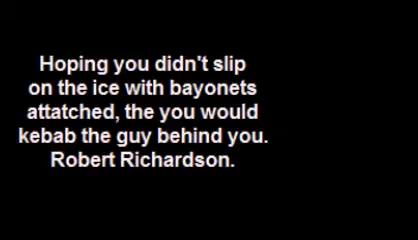 Hoping you didn't slip
on the ice with bayonets
attatched, the you would
kebab the guy behind you.
Robert Richardson.